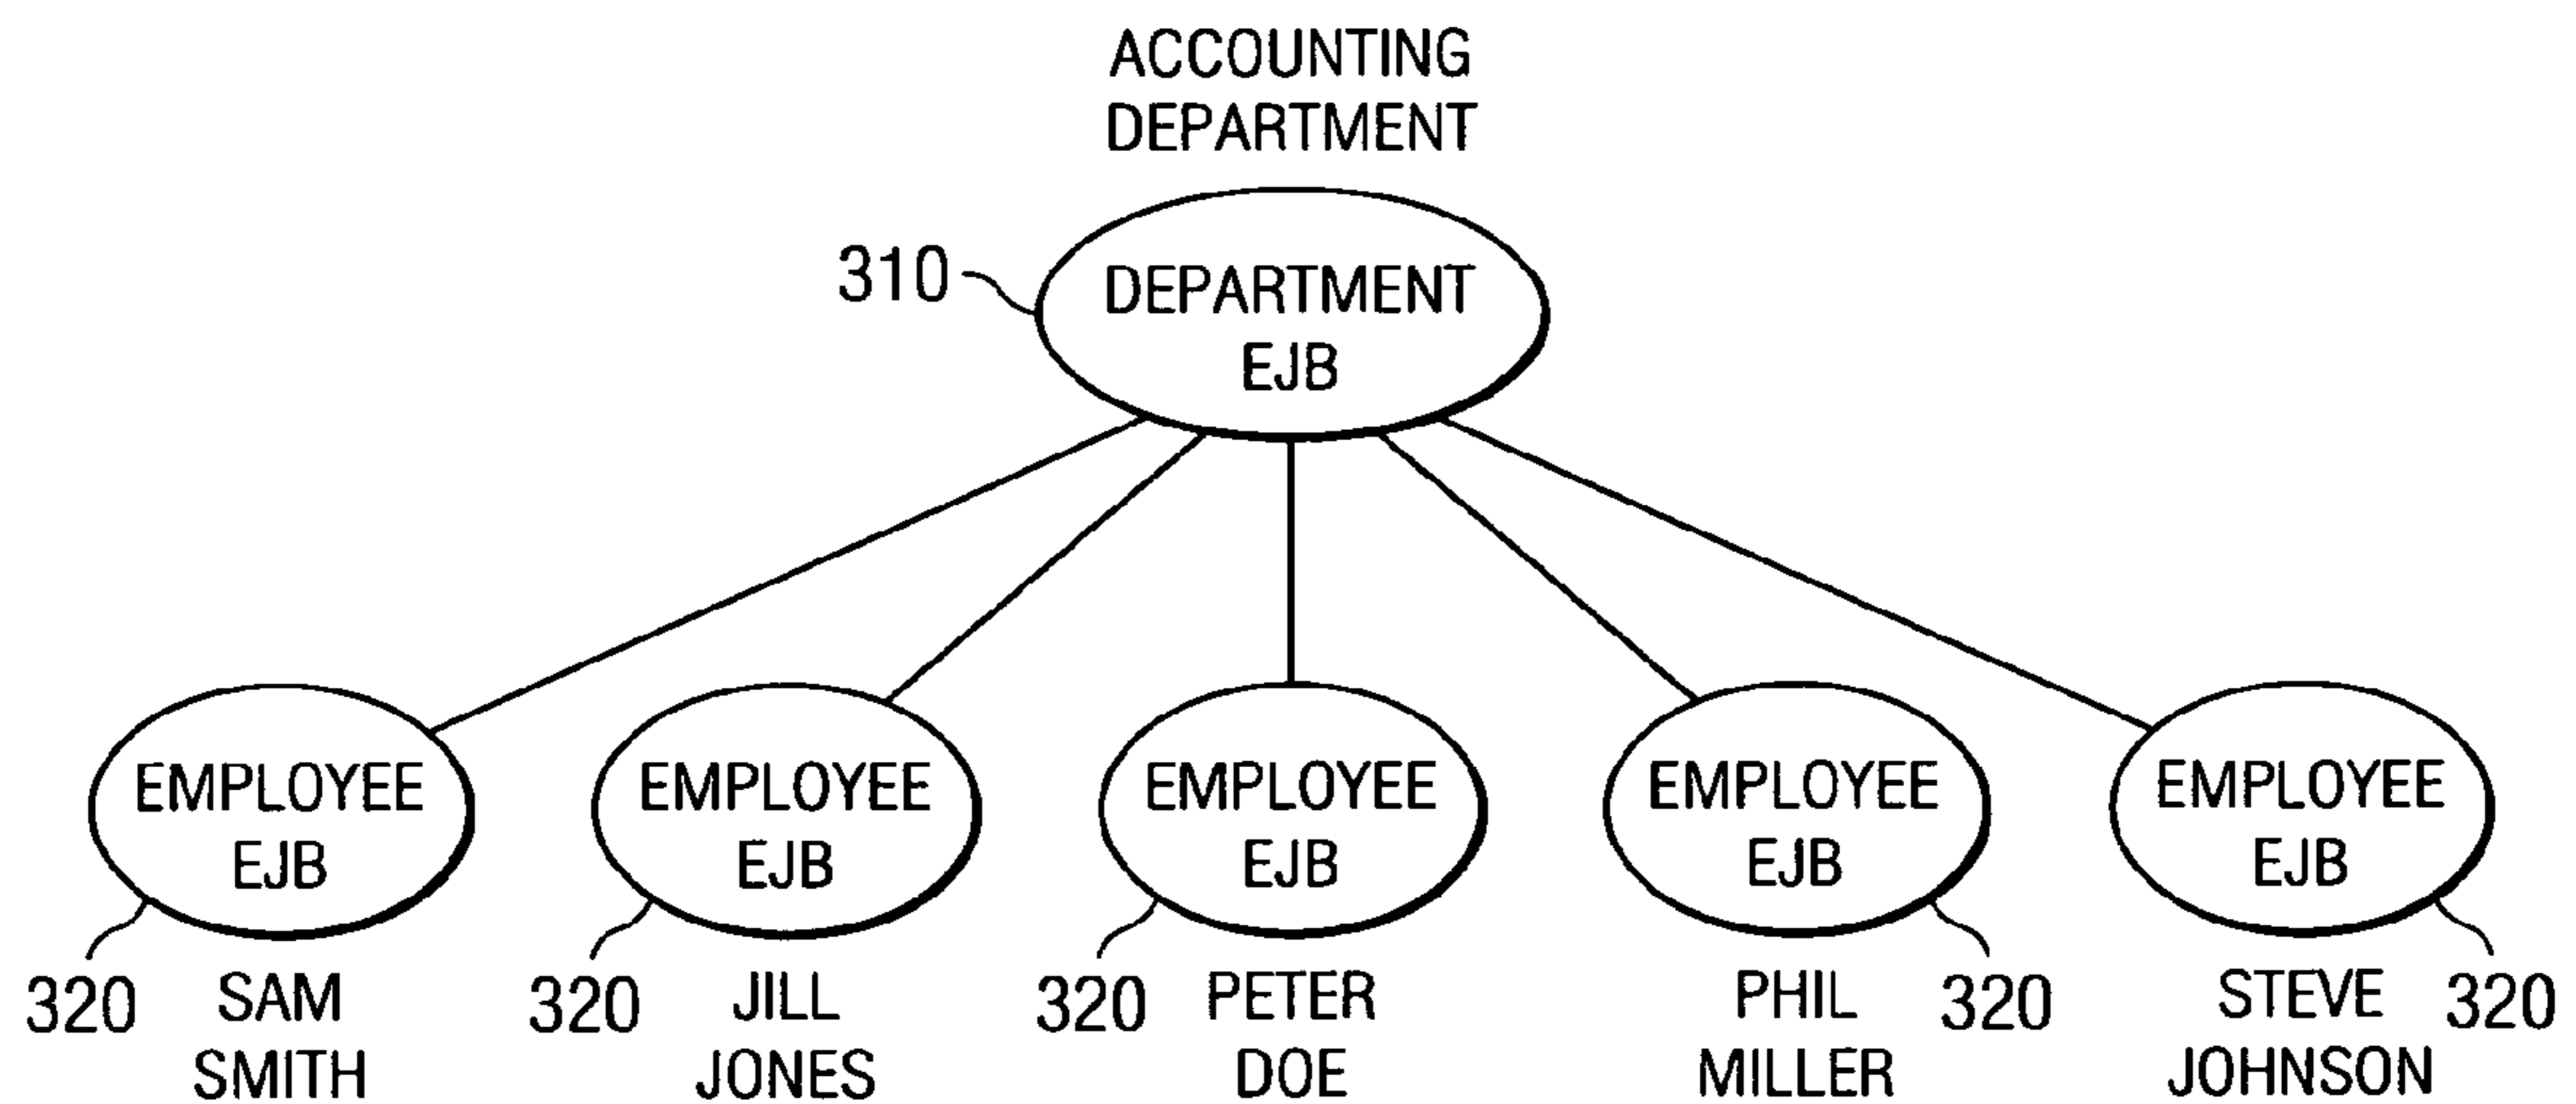 ACCOUNTING
DEPARTMENT
310
DEPARTMENT
EJB
EMPLOYEE
EJB
320
SAM
SMITH
EMPLOYEE
EJB
320
JILL
JONES
EMPLOYEE
EJB
320
PETER
DOE
EMPLOYEE
EJB
PHIL
MILLER
320
EMPLOYEE
EJB
STEVE
JOHNSON
320